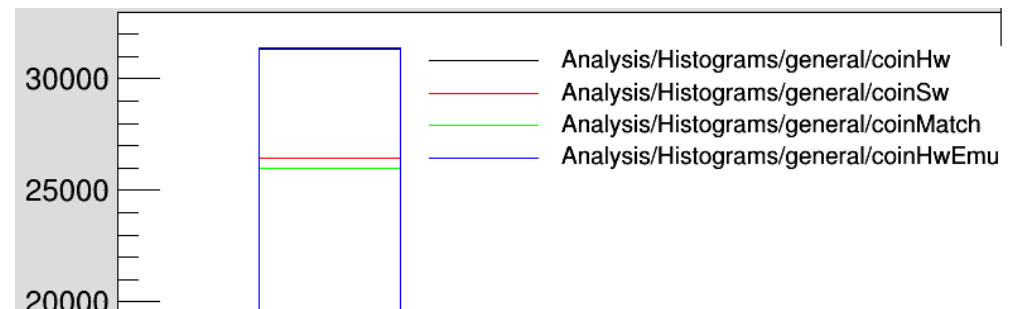 30000
25000
20000
Analysis/Histograms/general/coinHw
Analysis/Histograms/general/coinSw
Analysis/Histograms/general/coinMatch
Analysis/Histograms/general/coinHwEmu